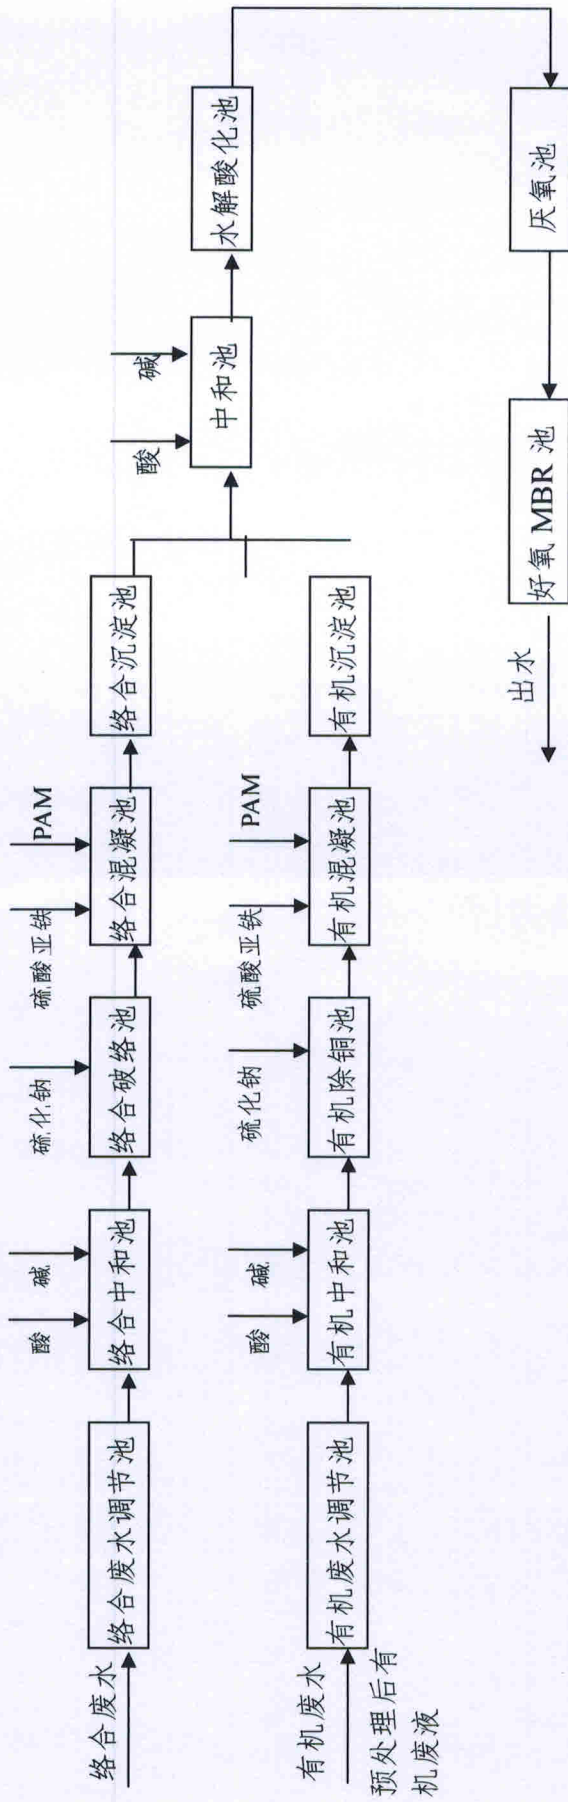 络合废水
络合废水调节池
酸
碱
络合中和池
硫化钠
络合破络池
硫酸亚铁
PAM
络合混凝池
络合沉淀池
有机废水
预处理后有
机废液
有机废水调节池
酸
碱
有机中和池
硫化钠
有机除铜池
硫酸亚铁
PAM
有机混凝池
有机沉淀池
酸
碱
中和池
水解酸化池
厌氧池
好氧 MBR 池
出水